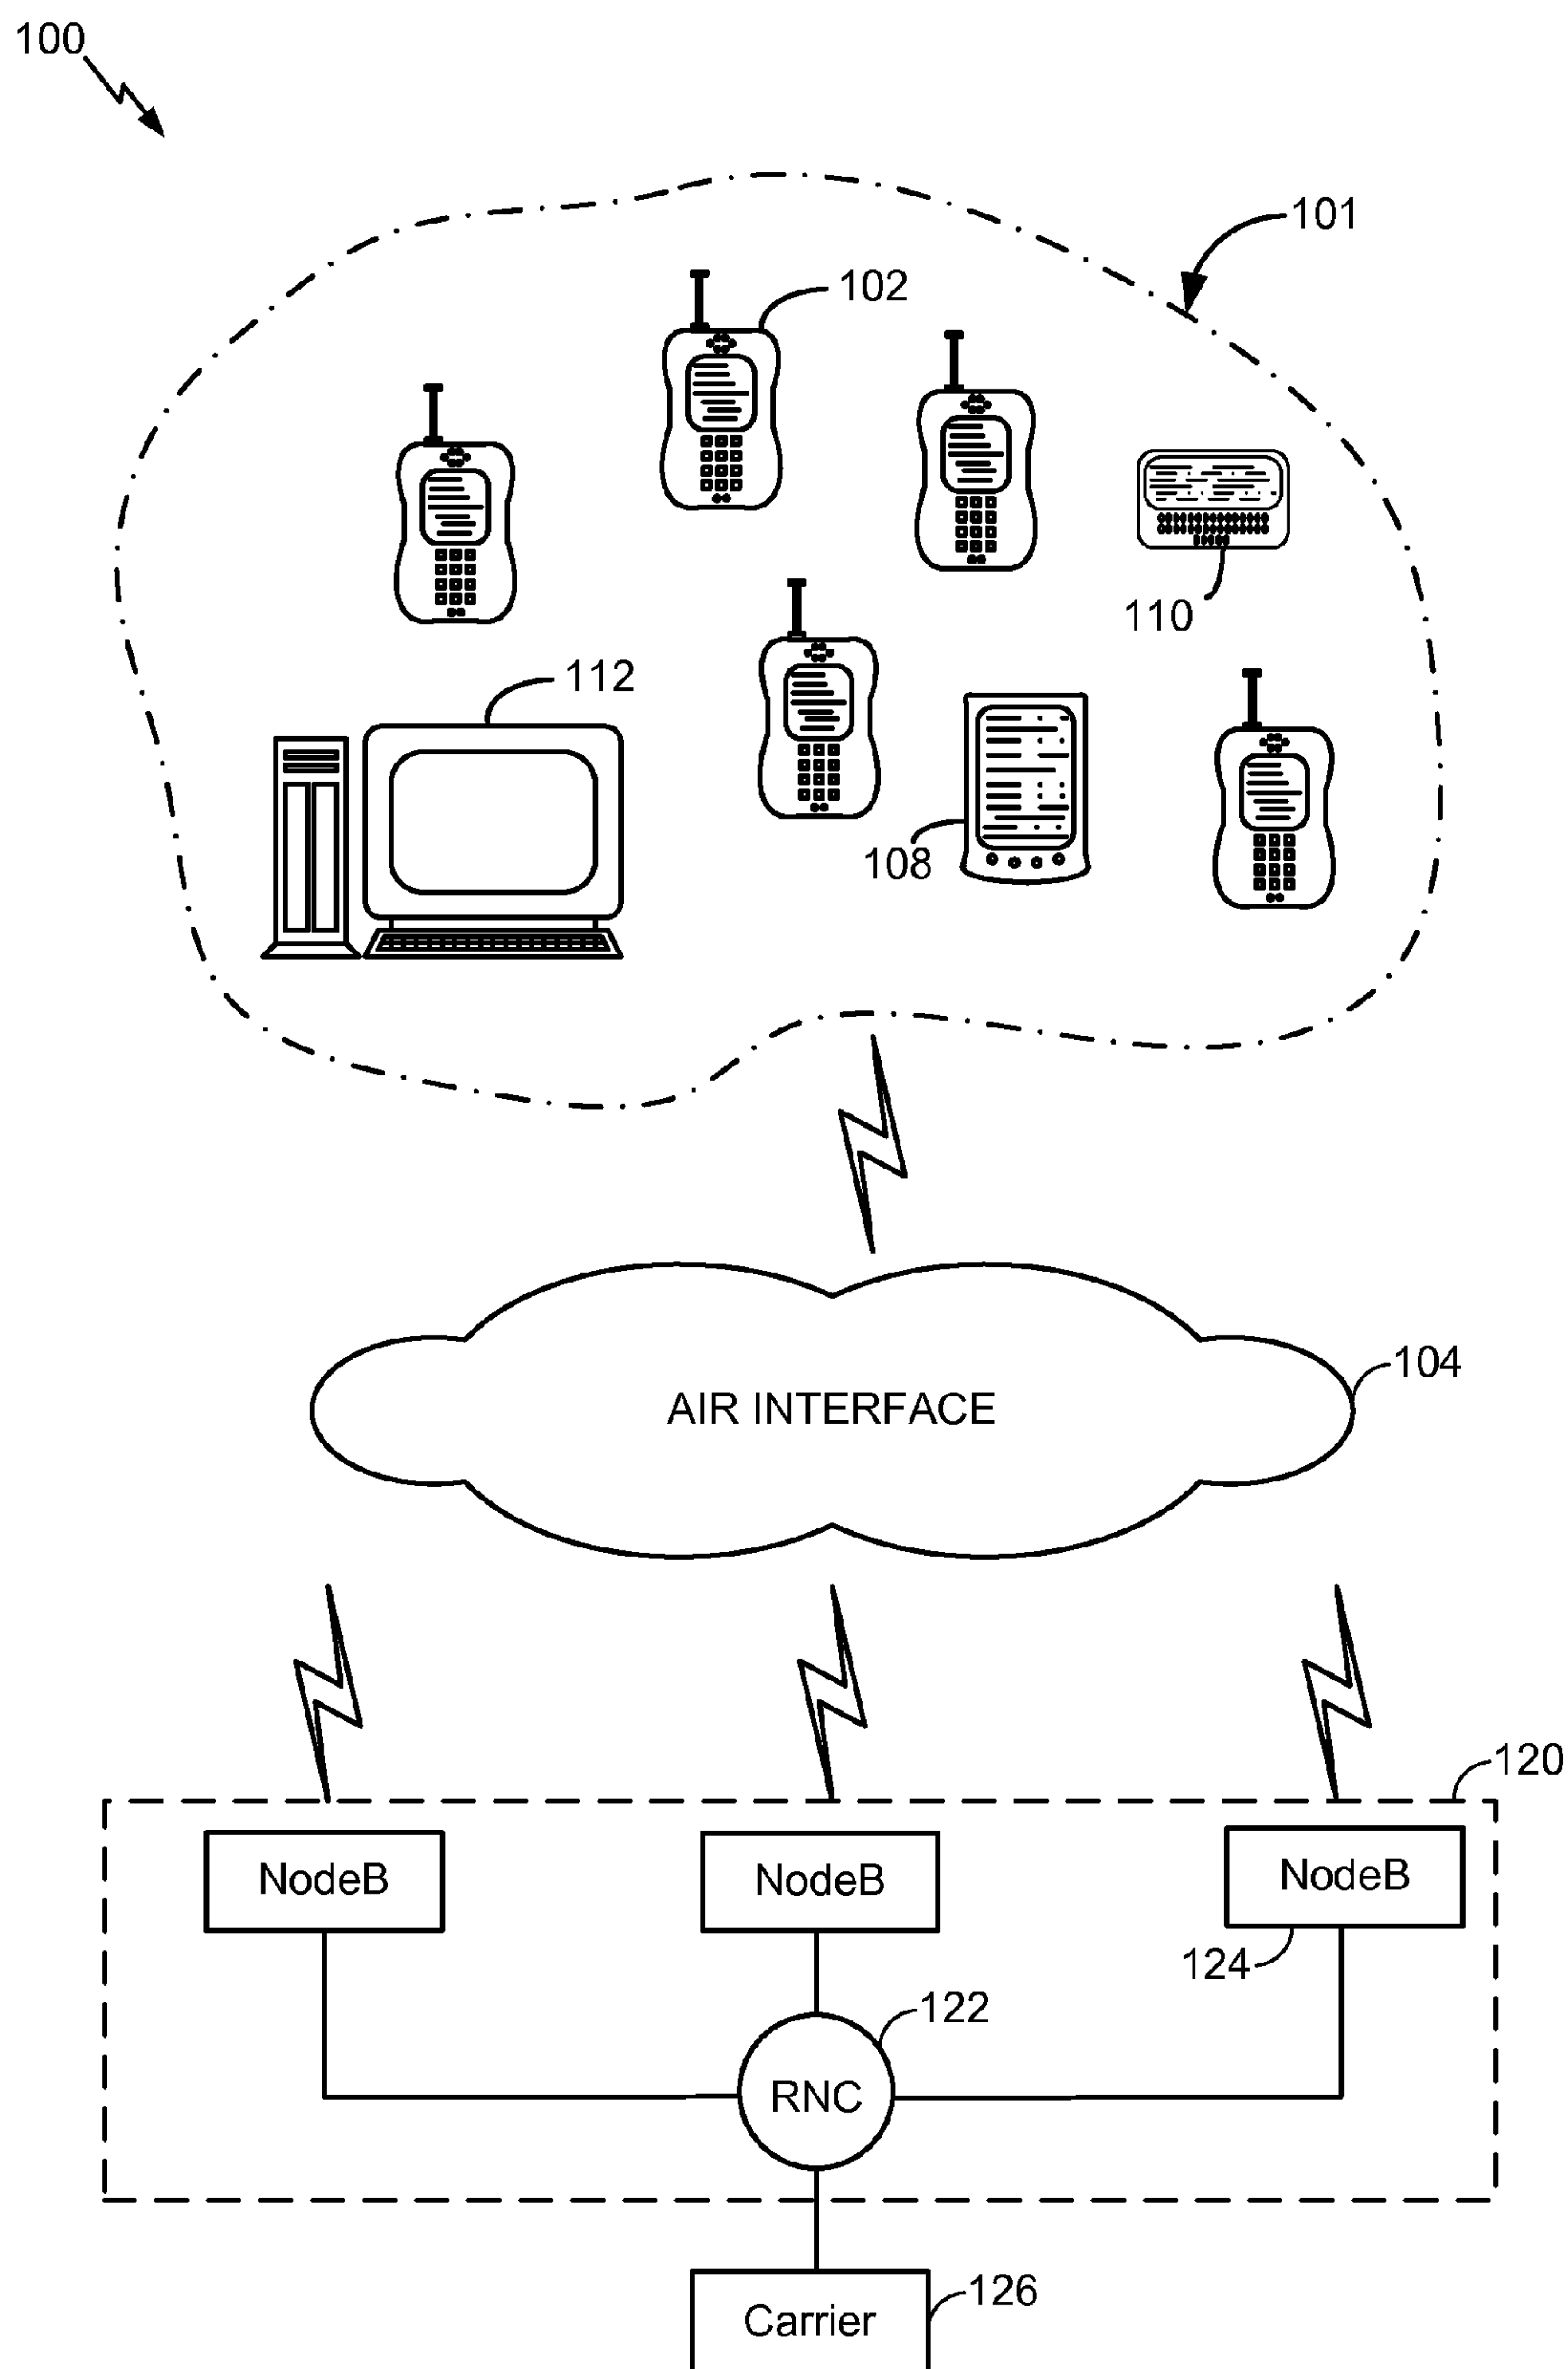 100
101
102
110
112
108
104
AIR INTERFACE
120
NodeB
NodeB
NodeB
124
122
RNC
126
Carrier